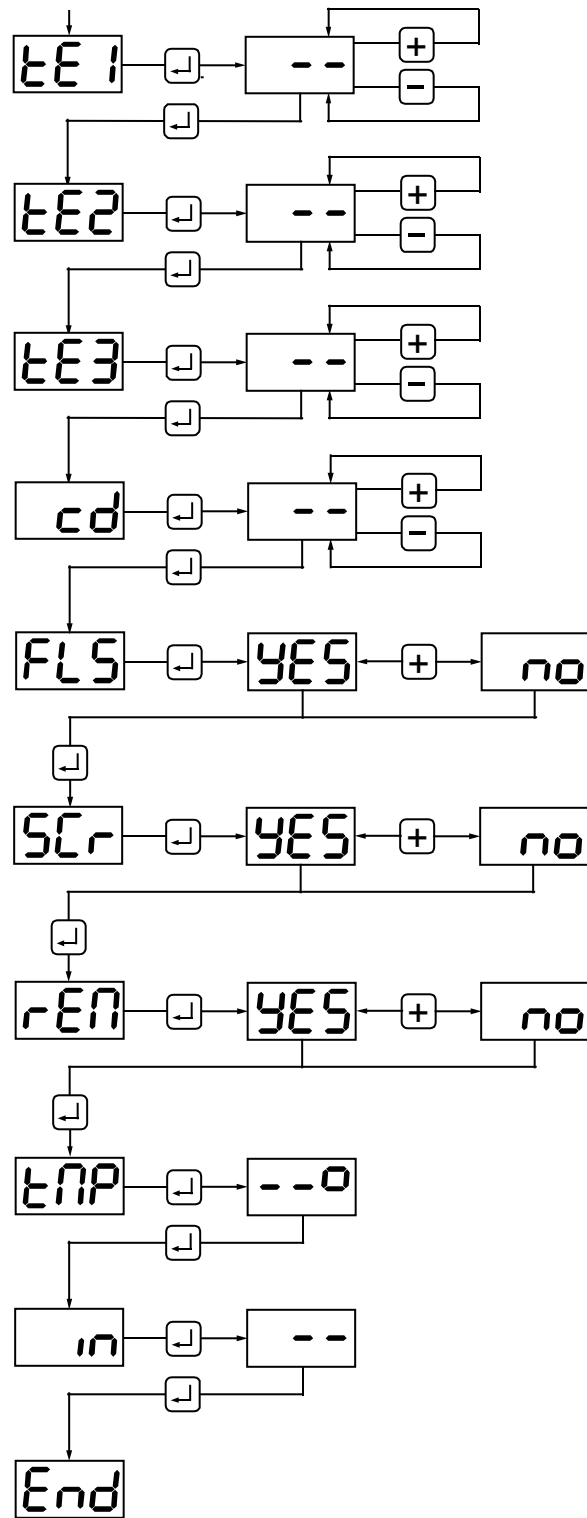 tE1 ↵ -- +
-
↵
tE2 ↵ -- +
-
↵
tE3 ↵ -- +
-
↵
cd ↵ -- +
-
↵
FLS ↵ YES + no
↵
SCr ↵ YES + no
↵
rEM ↵ YES + no
↵
tMP ↵ --°
↵
in ↵ --
↵
End